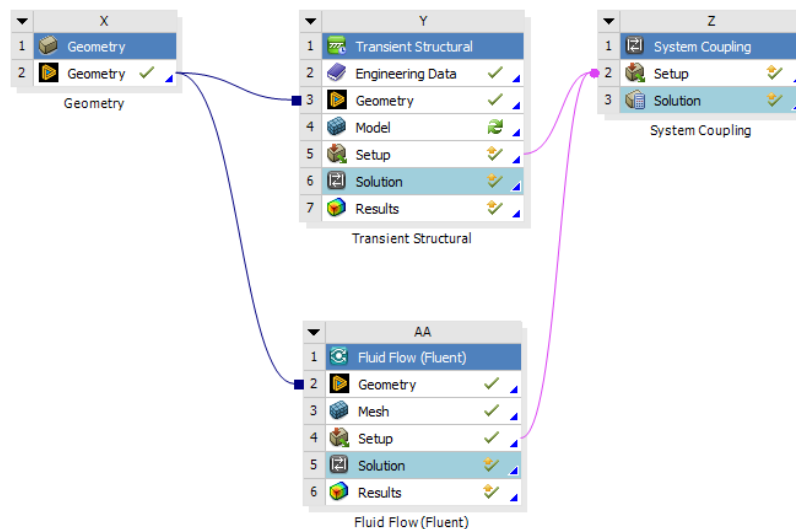 X
1 Geometry
2 Geometry
Geometry
Y
1 Transient Structural
2 Engineering Data
3 Geometry
4 Model
5 Setup
6 Solution
7 Results
Transient Structural
Z
1 System Coupling
2 Setup
3 Solution
System Coupling
AA
1 Fluid Flow (Fluent)
2 Geometry
3 Mesh
4 Setup
5 Solution
6 Results
Fluid Flow (Fluent)